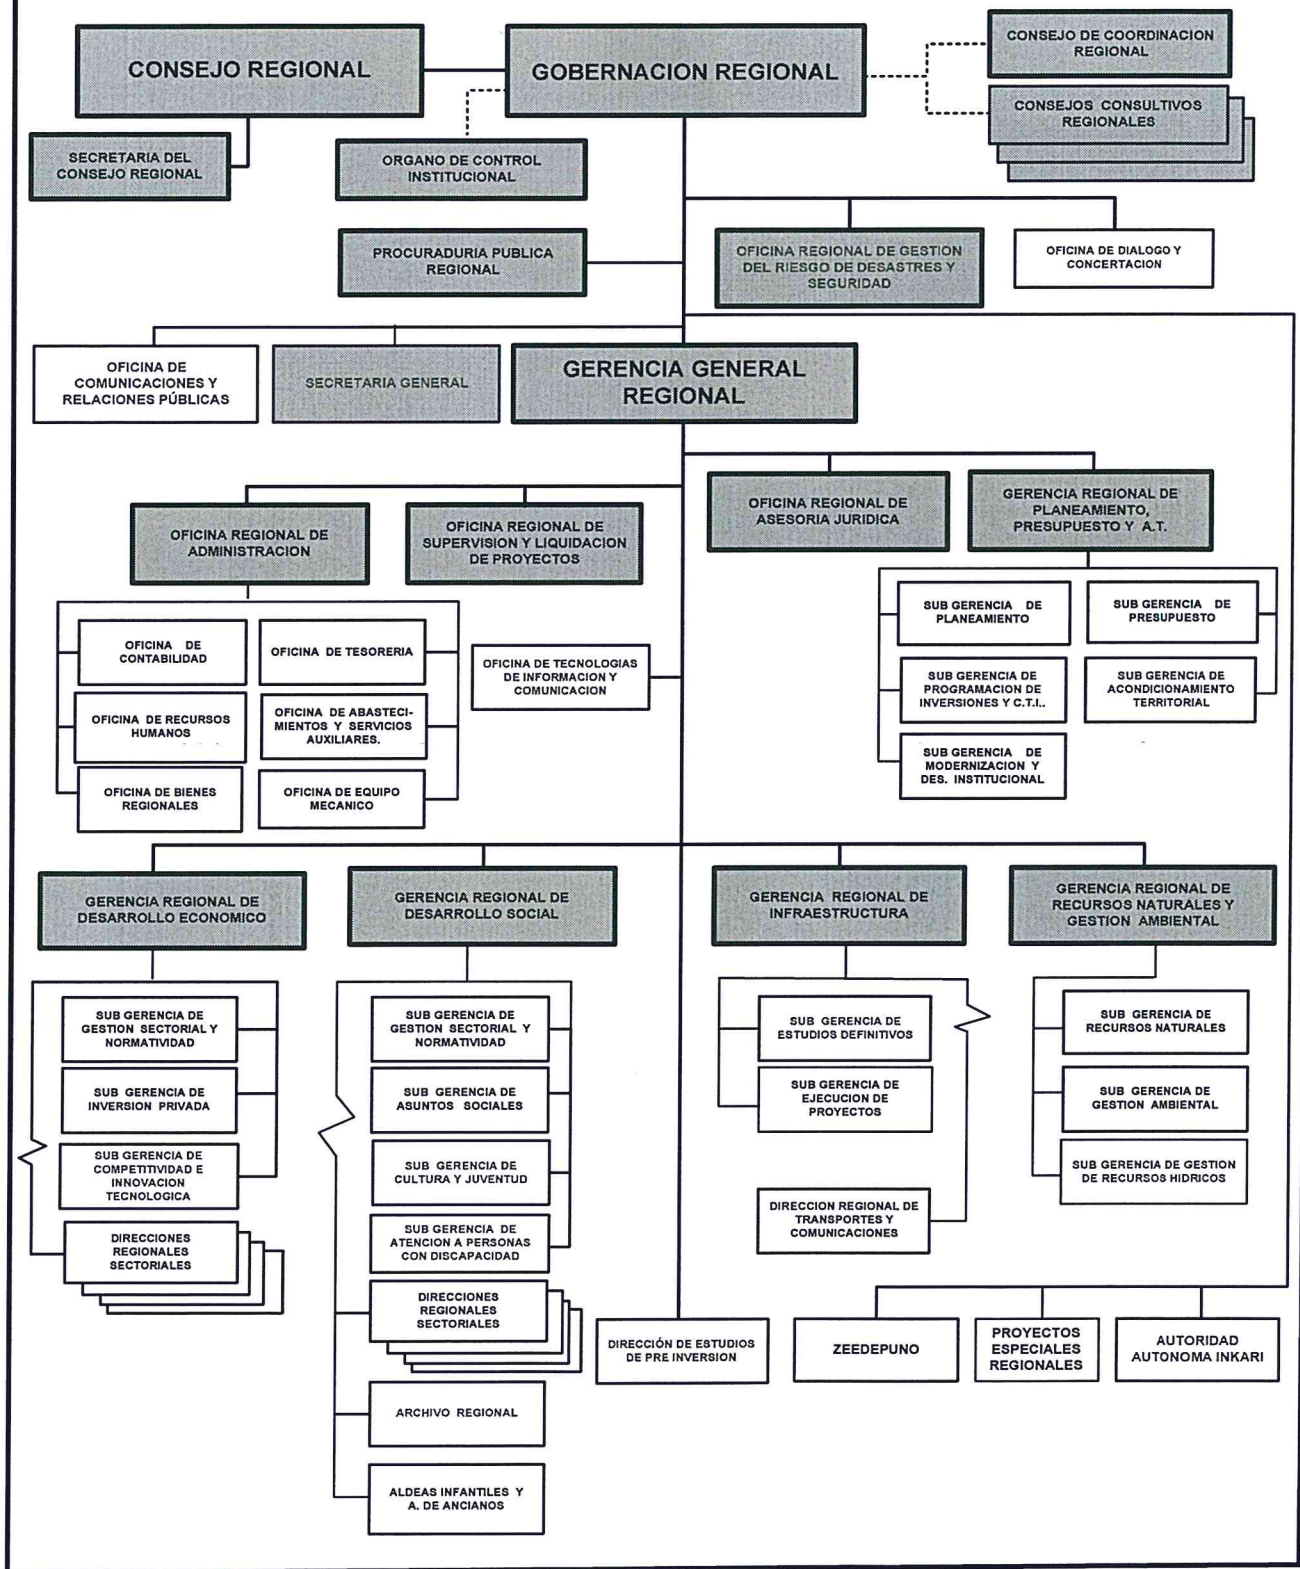 CONSEJO REGIONAL
GOBERNACION REGIONAL
CONSEJO DE COORDINACION
REGIONAL
CONSEJOS CONSULTIVOS
REGIONALES
SECRETARIA DEL
CONSEJO REGIONAL
ORGANO DE CONTROL
INSTITUCIONAL
PROCURADURIA PUBLICA
REGIONAL
OFICINA REGIONAL DE GESTION
DEL RIESGO DE DESASTRES Y
SEGURIDAD
OFICINA DE DIALOGO Y
CONCERTACION
OFICINA DE
COMUNICACIONES Y
RELACIONES PÚBLICAS
SECRETARIA GENERAL
GERENCIA GENERAL
REGIONAL
OFICINA REGIONAL DE
ADMINISTRACION
OFICINA REGIONAL DE
SUPERVISION Y LIQUIDACION
DE PROYECTOS
OFICINA REGIONAL DE
ASESORIA JURIDICA
GERENCIA REGIONAL DE
PLANEAMIENTO,
PRESUPUESTO Y A.T.
OFICINA DE
CONTABILIDAD
OFICINA DE TESORERIA
OFICINA DE RECURSOS
HUMANOS
OFICINA DE ABASTECI-
MIENTOS Y SERVICIOS
AUXILIARES.
OFICINA DE BIENES
REGIONALES
OFICINA DE EQUIPO
MECANICO
OFICINA DE TECNOLOGIAS
DE INFORMACION Y
COMUNICACION
SUB GERENCIA DE
PLANEAMIENTO
SUB GERENCIA DE
PRESUPUESTO
SUB GERENCIA DE
PROGRAMACION DE
INVERSIONES Y C.T.I..
SUB GERENCIA DE
ACONDICIONAMIENTO
TERRITORIAL
SUB GERENCIA DE
MODERNIZACION Y
DES. INSTITUCIONAL
GERENCIA REGIONAL DE
DESARROLLO ECONOMICO
GERENCIA REGIONAL DE
DESARROLLO SOCIAL
GERENCIA REGIONAL DE
INFRAESTRUCTURA
GERENCIA REGIONAL DE
RECURSOS NATURALES Y
GESTION AMBIENTAL
SUB GERENCIA DE
GESTION SECTORIAL Y
NORMATIVIDAD
SUB GERENCIA DE
INVERSION PRIVADA
SUB GERENCIA DE
COMPETITIVIDAD E
INNOVACION
TECNOLOGICA
DIRECCIONES
REGIONALES
SECTORIALES
SUB GERENCIA DE
GESTION SECTORIAL Y
NORMATIVIDAD
SUB GERENCIA DE
ASUNTOS SOCIALES
SUB GERENCIA DE
CULTURA Y JUVENTUD
SUB GERENCIA DE
ATENCION A PERSONAS
CON DISCAPACIDAD
DIRECCIONES
REGIONALES
SECTORIALES
ARCHIVO REGIONAL
ALDEAS INFANTILES Y
A. DE ANCIANOS
SUB GERENCIA DE
ESTUDIOS DEFINITIVOS
SUB GERENCIA DE
EJECUCION DE
PROYECTOS
DIRECCION REGIONAL DE
TRANSPORTES Y
COMUNICACIONES
SUB GERENCIA DE
RECURSOS NATURALES
SUB GERENCIA DE
GESTION AMBIENTAL
SUB GERENCIA DE GESTION
DE RECURSOS HIDRICOS
DIRECCIÓN DE ESTUDIOS
DE PRE INVERSION
ZEEDEPUNO
PROYECTOS
ESPECIALES
REGIONALES
AUTORIDAD
AUTONOMA INKARI